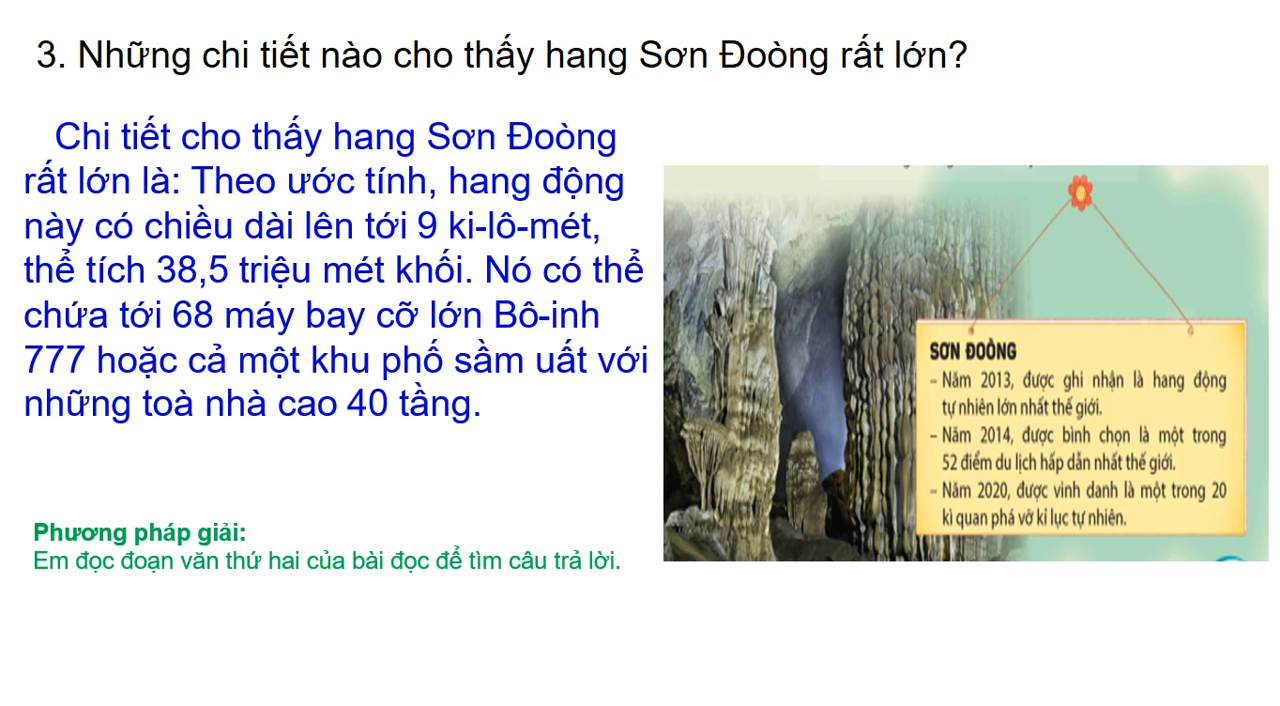 3. Những chi tiết nào cho thấy hang Sơn Đoòng rất lớn?
Chi tiết cho thấy hang Sơn Đoòng
rất lớn là: Theo ước tính, hang động
này có chiều dài lên tới 9 ki-lô-mét,
thể tích 38,5 triệu mét khối. Nó có thể
chứa tới 68 máy bay cỡ lớn Bô-inh
777 hoặc cả một khu phố sầm uất với
những toà nhà cao 40 tầng.
Phương pháp giải:
Em đọc đoạn văn thứ hai của bài đọc để tìm câu trả lời.
SƠN ĐOÒNG
– Năm 2013, được ghi nhận là hang động
tự nhiên lớn nhất thế giới.
– Năm 2014, được bình chọn là một trong
52 điểm du lịch hấp dẫn nhất thế giới.
– Năm 2020, được vinh danh là một trong 20
kì quan phá vỡ kỉ lục tự nhiên.